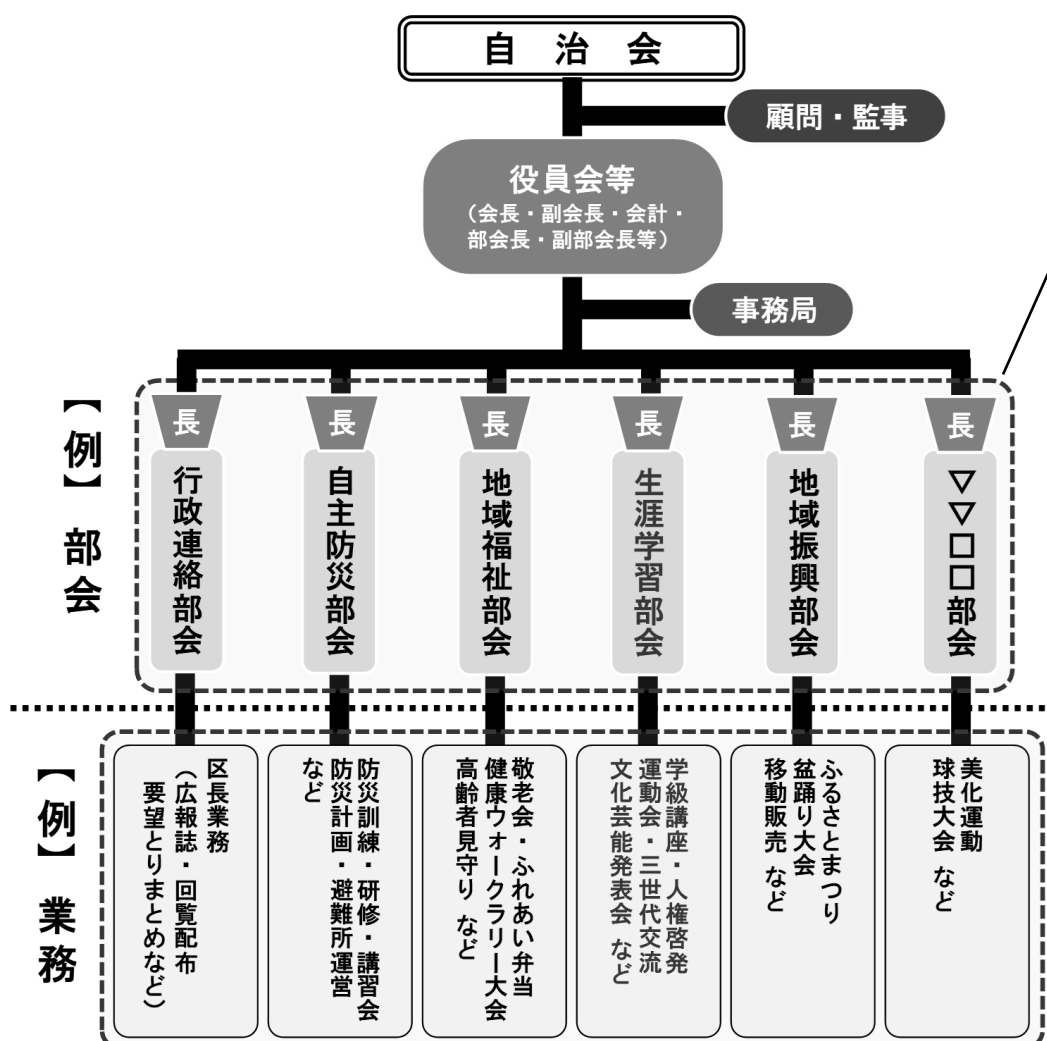 自治会
顧問・監事
役員会等
（会長・副会長・会計・
部会長・副部会長等）
事務局
【例】部会
長
行政連絡部会
長
自主防災部会
長
地域福祉部会
長
生涯学習部会
長
地域振興部会
長
▽▽□□部会
【例】業務
区長業務
（広報誌・回覧配布
要望とりまとめなど）
防災訓練・研修・講習会
防災計画・避難所運営
など
敬老会・ふれあい弁当
健康ウォークラリー大会
高齢者見守り など
学級講座・人権啓発
運動会・三世代交流
文化芸能発表会 など
ふるさとまつり
盆踊り大会
移動販売 など
美化運動
球技大会 など